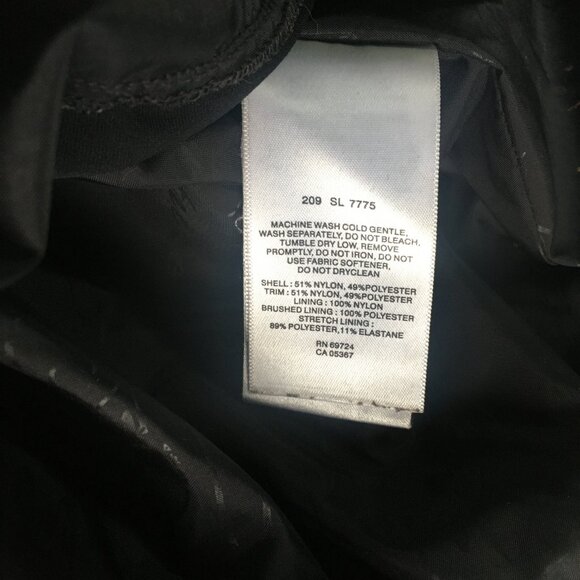 209 SL 7775
MACHINE WASH COLD GENTLE,
WASH SEPARATELY, DO NOT BLEACH,
TUMBLE DRY LOW, REMOVE
PROMPTLY, DO NOT IRON, DO NOT
USE FABRIC SOFTENER,
DO NOT DRYCLEAN
SHELL : 51% NYLON, 49%POLYESTER
TRIM : 51% NYLON, 49%POLYESTER
LINING : 100% NYLON
BRUSHED LINING : 100% POLYESTER
STRETCH LINING :
89% POLYESTER,11% ELASTANE
RN 69724
CA 05367